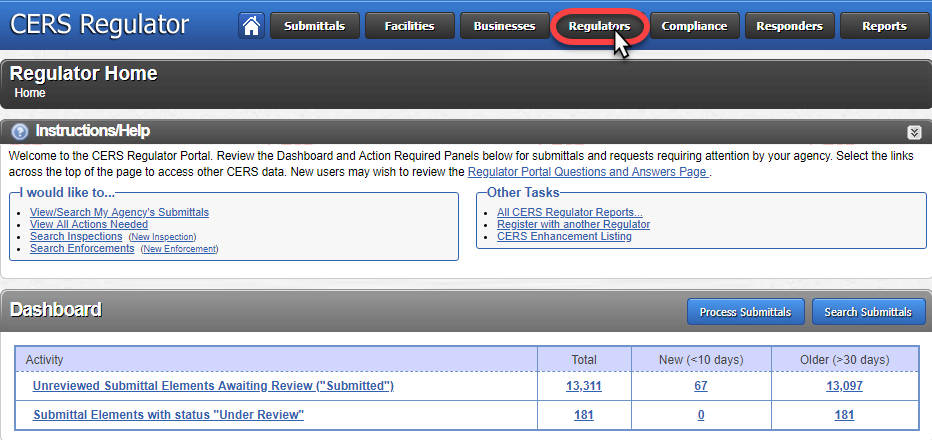 CERS Regulator
Submittals Facilities Businesses Regulators Compliance Responders Reports
Regulator Home
Home
Instructions/Help
Welcome to the CERS Regulator Portal. Review the Dashboard and Action Required Panels below for submittals and requests requiring attention by your agency. Select the links
across the top of the page to access other CERS data. New users may wish to review the Regulator Portal Questions and Answers Page .
I would like to...
View/Search My Agency's Submittals
View All Actions Needed
Search Inspections (New Inspection)
Search Enforcements (New Enforcement)
Other Tasks
All CERS Regulator Reports...
Register with another Regulator
CERS Enhancement Listing
Dashboard
Process Submittals Search Submittals
Activity Total New (<10 days) Older (>30 days)
Unreviewed Submittal Elements Awaiting Review ("Submitted") 13,311 67 13,097
Submittal Elements with status "Under Review" 181 0 181